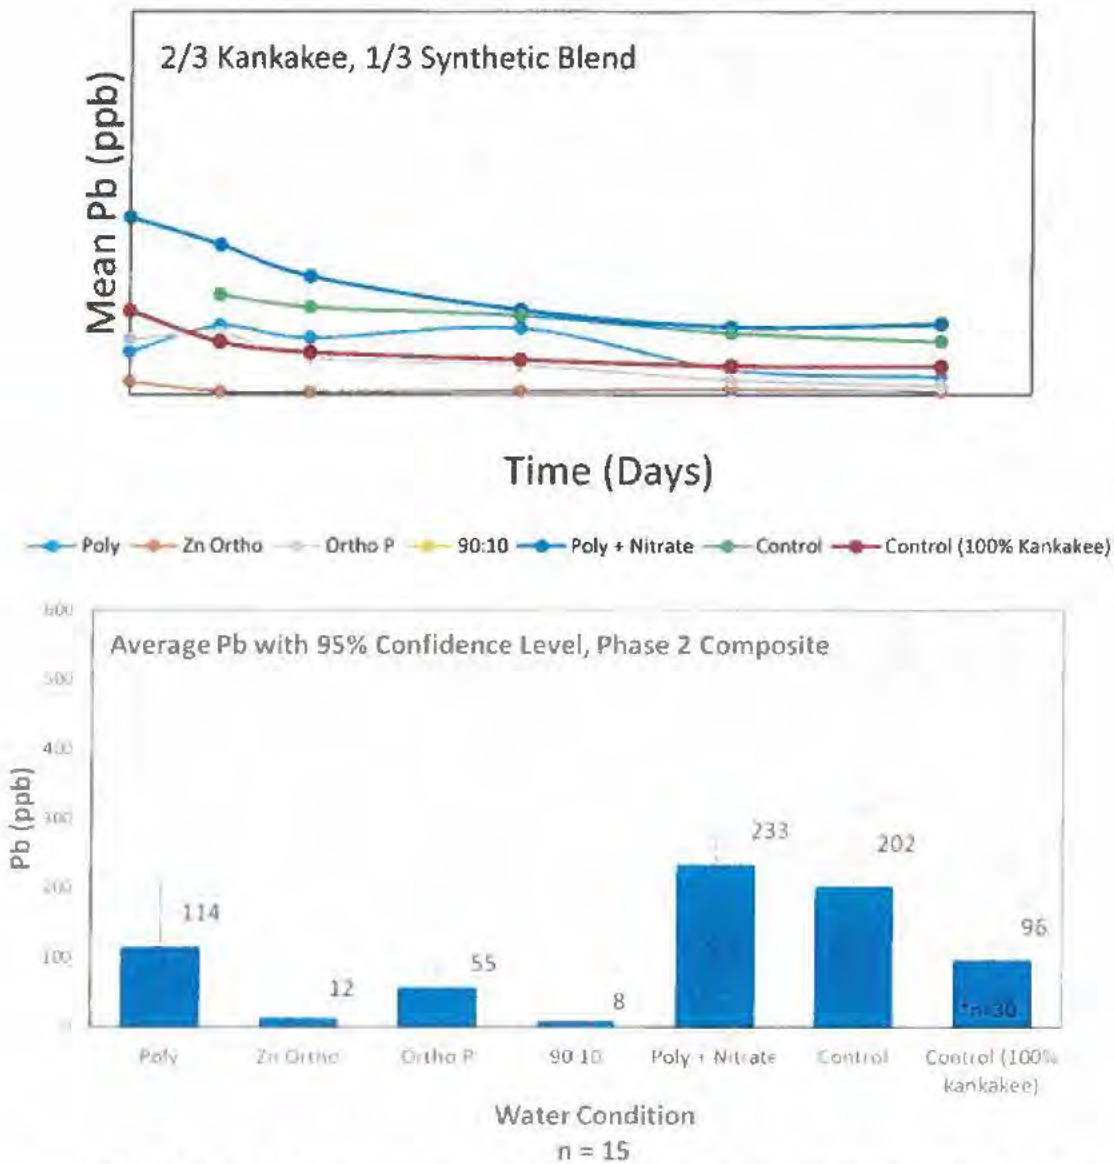 2/3 Kankakee, 1/3 Synthetic Blend
Mean Pb (ppb)
Time (Days)
Poly Zn Ortho Ortho P 90:10 Poly + Nitrate Control Control (100% Kankakee)
Average Pb with 95% Confidence Level, Phase 2 Composite
Pb (ppb)
600
500
400
300
200
100
0
114
12
55
8
233
202
96
*n=30
Poly Zn Ortho Ortho P 90:10 Poly + Nitrate Control Control (100%
kankakee)
Water Condition
n = 15